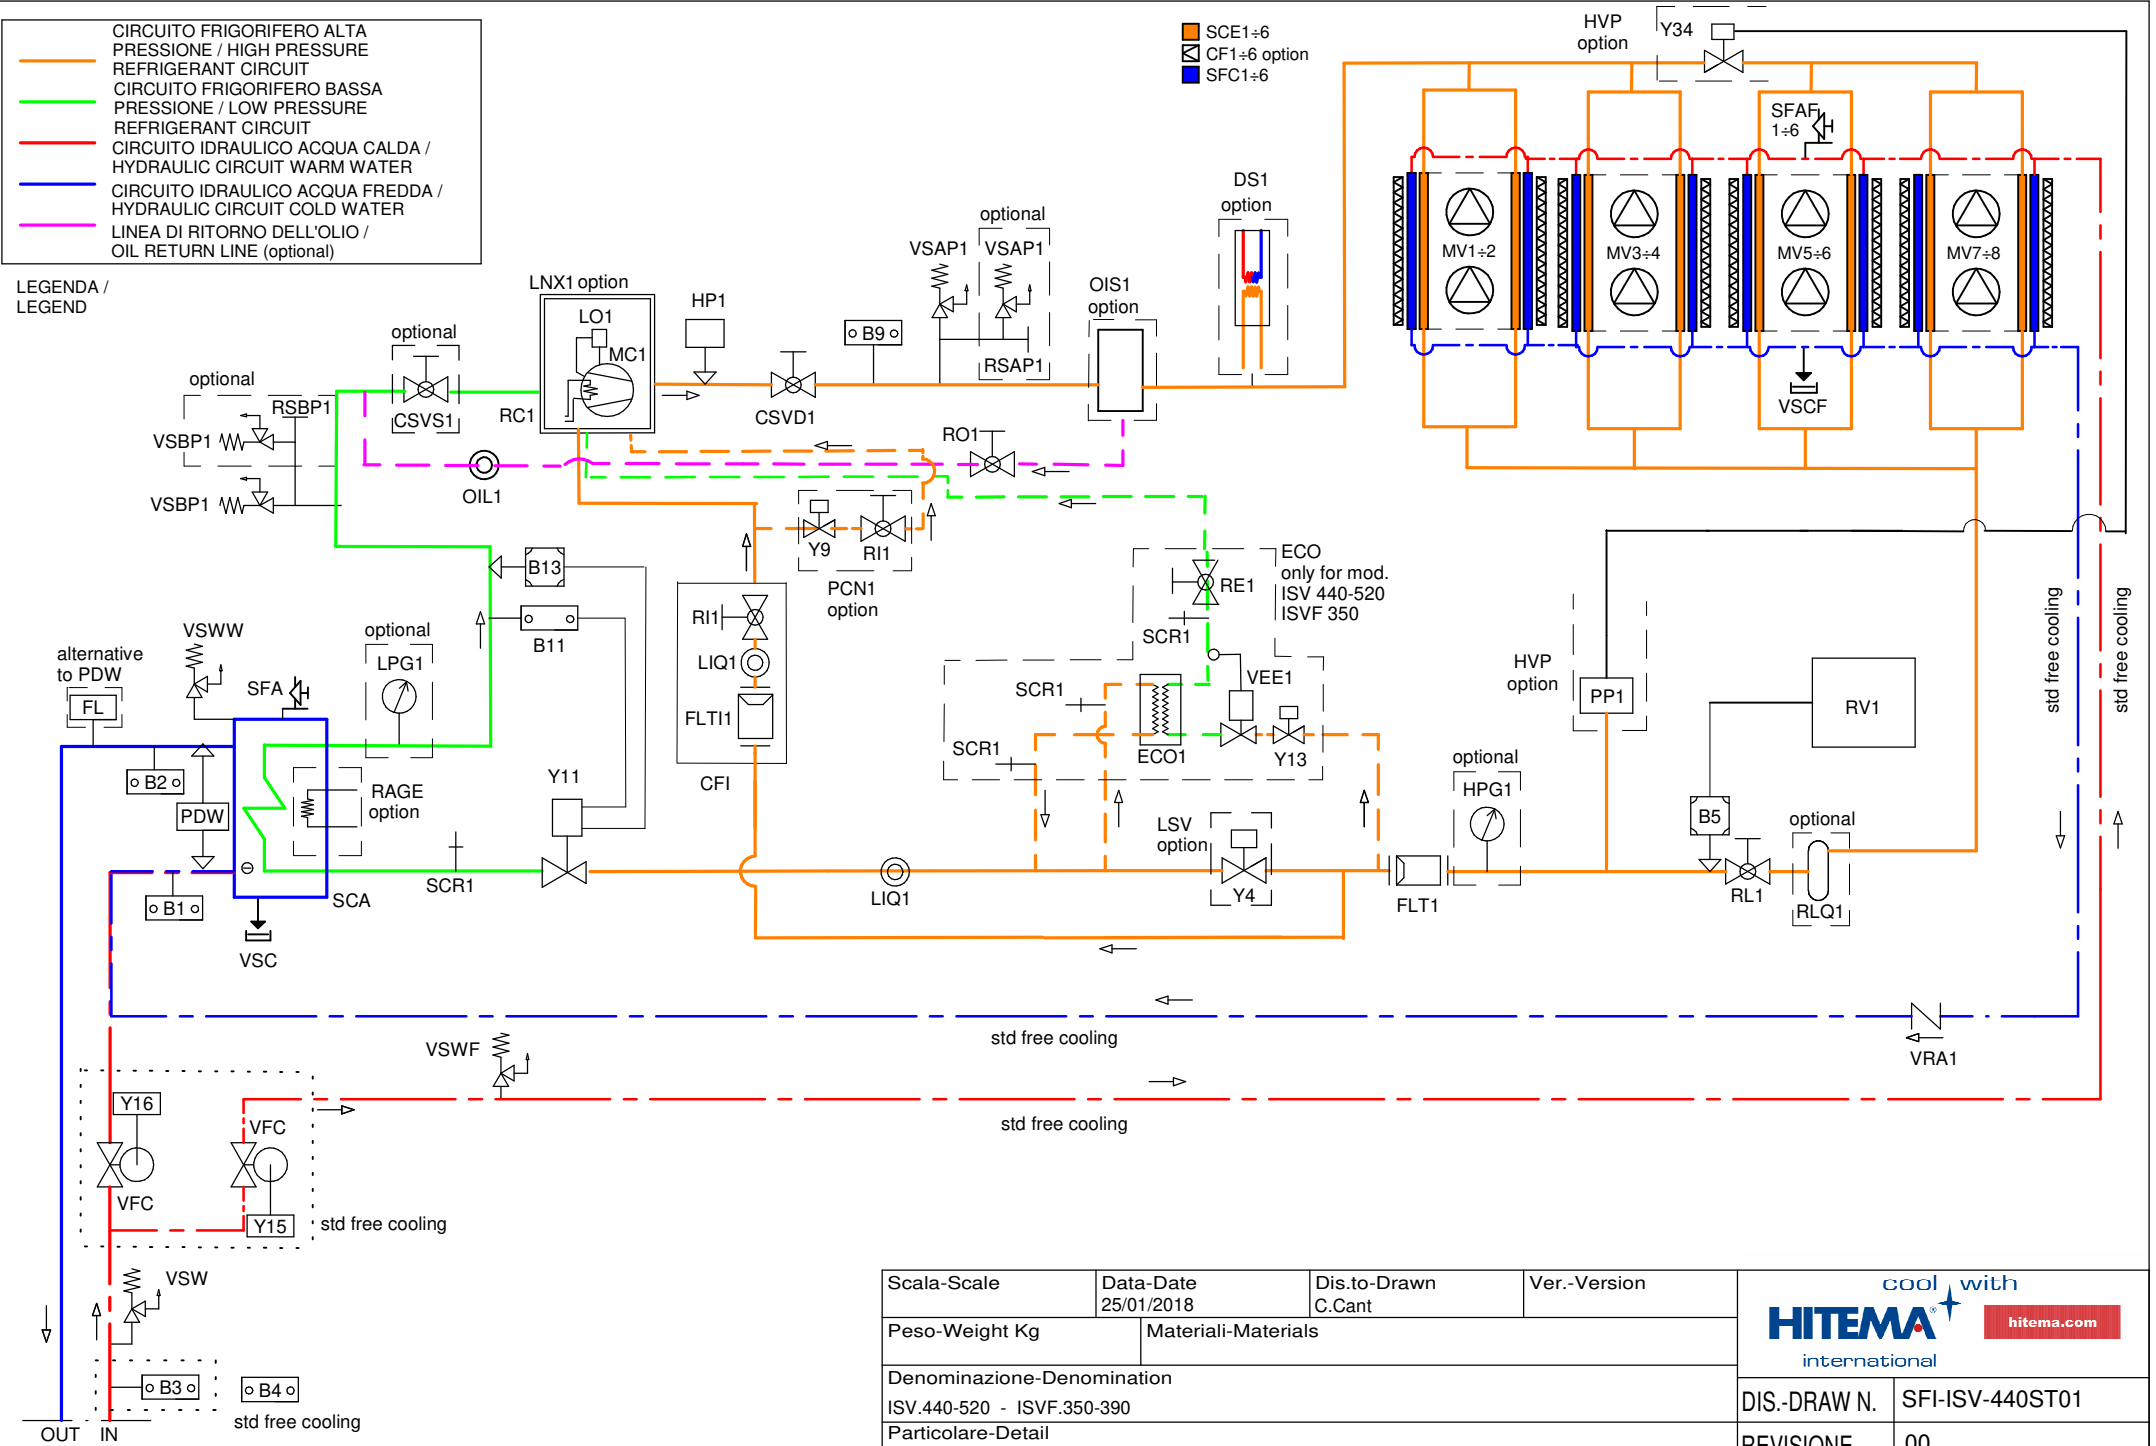 CIRCUITO FRIGORIFERO ALTA
PRESSIONE / HIGH PRESSURE
REFRIGERANT CIRCUIT
CIRCUITO FRIGORIFERO BASSA
PRESSIONE / LOW PRESSURE
REFRIGERANT CIRCUIT
CIRCUITO IDRAULICO ACQUA CALDA /
HYDRAULIC CIRCUIT WARM WATER
CIRCUITO IDRAULICO ACQUA FREDDA /
HYDRAULIC CIRCUIT COLD WATER
LINEA DI RITORNO DELL'OLIO /
OIL RETURN LINE (optional)
LEGENDA /
LEGEND
SCE1÷6
CF1÷6 option
SFC1÷6
HVP
option
Y34
SFAF
1÷6
MV1÷2
MV3÷4
MV5÷6
MV7÷8
VSCF
DS1
option
optional
VSAP1
VSAP1
RSAP1
OIS1
option
LNX1 option
LO1
MC1
RC1
HP1
CSVD1
B9
optional
CSVS1
optional
RSBP1
VSBP1
VSBP1
OIL1
RO1
Y9
RI1
PCN1
option
B13
B11
RI1
LIQ1
FLTI1
CFI
ECO
only for mod.
ISV 440-520
ISVF 350
RE1
SCR1
SCR1
SCR1
VEE1
ECO1
Y13
HVP
option
PP1
RV1
std free cooling
std free cooling
alternative
to PDW
FL
VSWW
SFA
optional
LPG1
B2
PDW
RAGE
option
B1
SCA
VSC
SCR1
Y11
LIQ1
LSV
option
Y4
FLT1
optional
HPG1
B5
RL1
optional
RLQ1
std free cooling
VRA1
VSWF
std free cooling
Y16
VFC
VFC
Y15
std free cooling
VSW
B3
B4
std free cooling
OUT
IN
Scala-Scale
Data-Date
25/01/2018
Dis.to-Drawn
C.Cant
Ver.-Version
Peso-Weight Kg
Materiali-Materials
Denominazione-Denomination
ISV.440-520 - ISVF.350-390
Particolare-Detail
cool with
HITEMA®
international
hitema.com
DIS.-DRAW N.
SFI-ISV-440ST01
REVISIONE
00